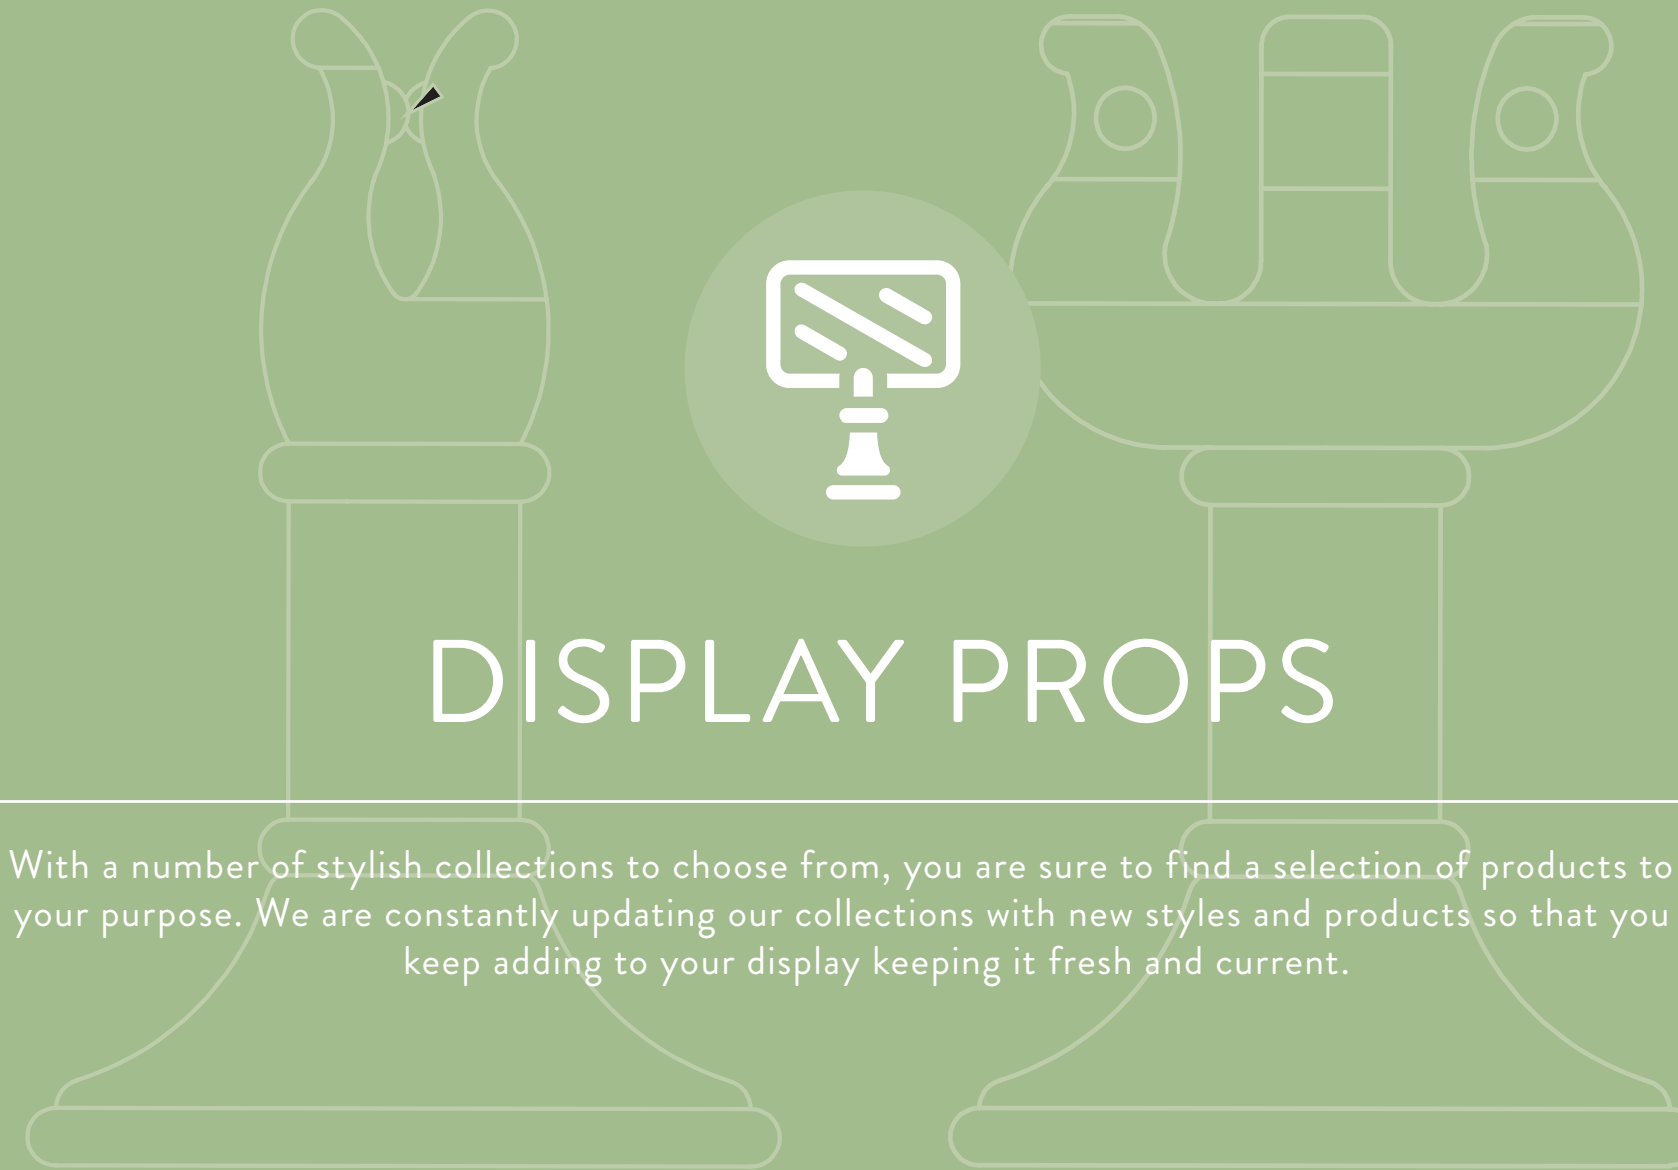 DISPLAY PROPS
With a number of stylish collections to choose from, you are sure to find a selection of products to
your purpose. We are constantly updating our collections with new styles and products so that you
keep adding to your display keeping it fresh and current.